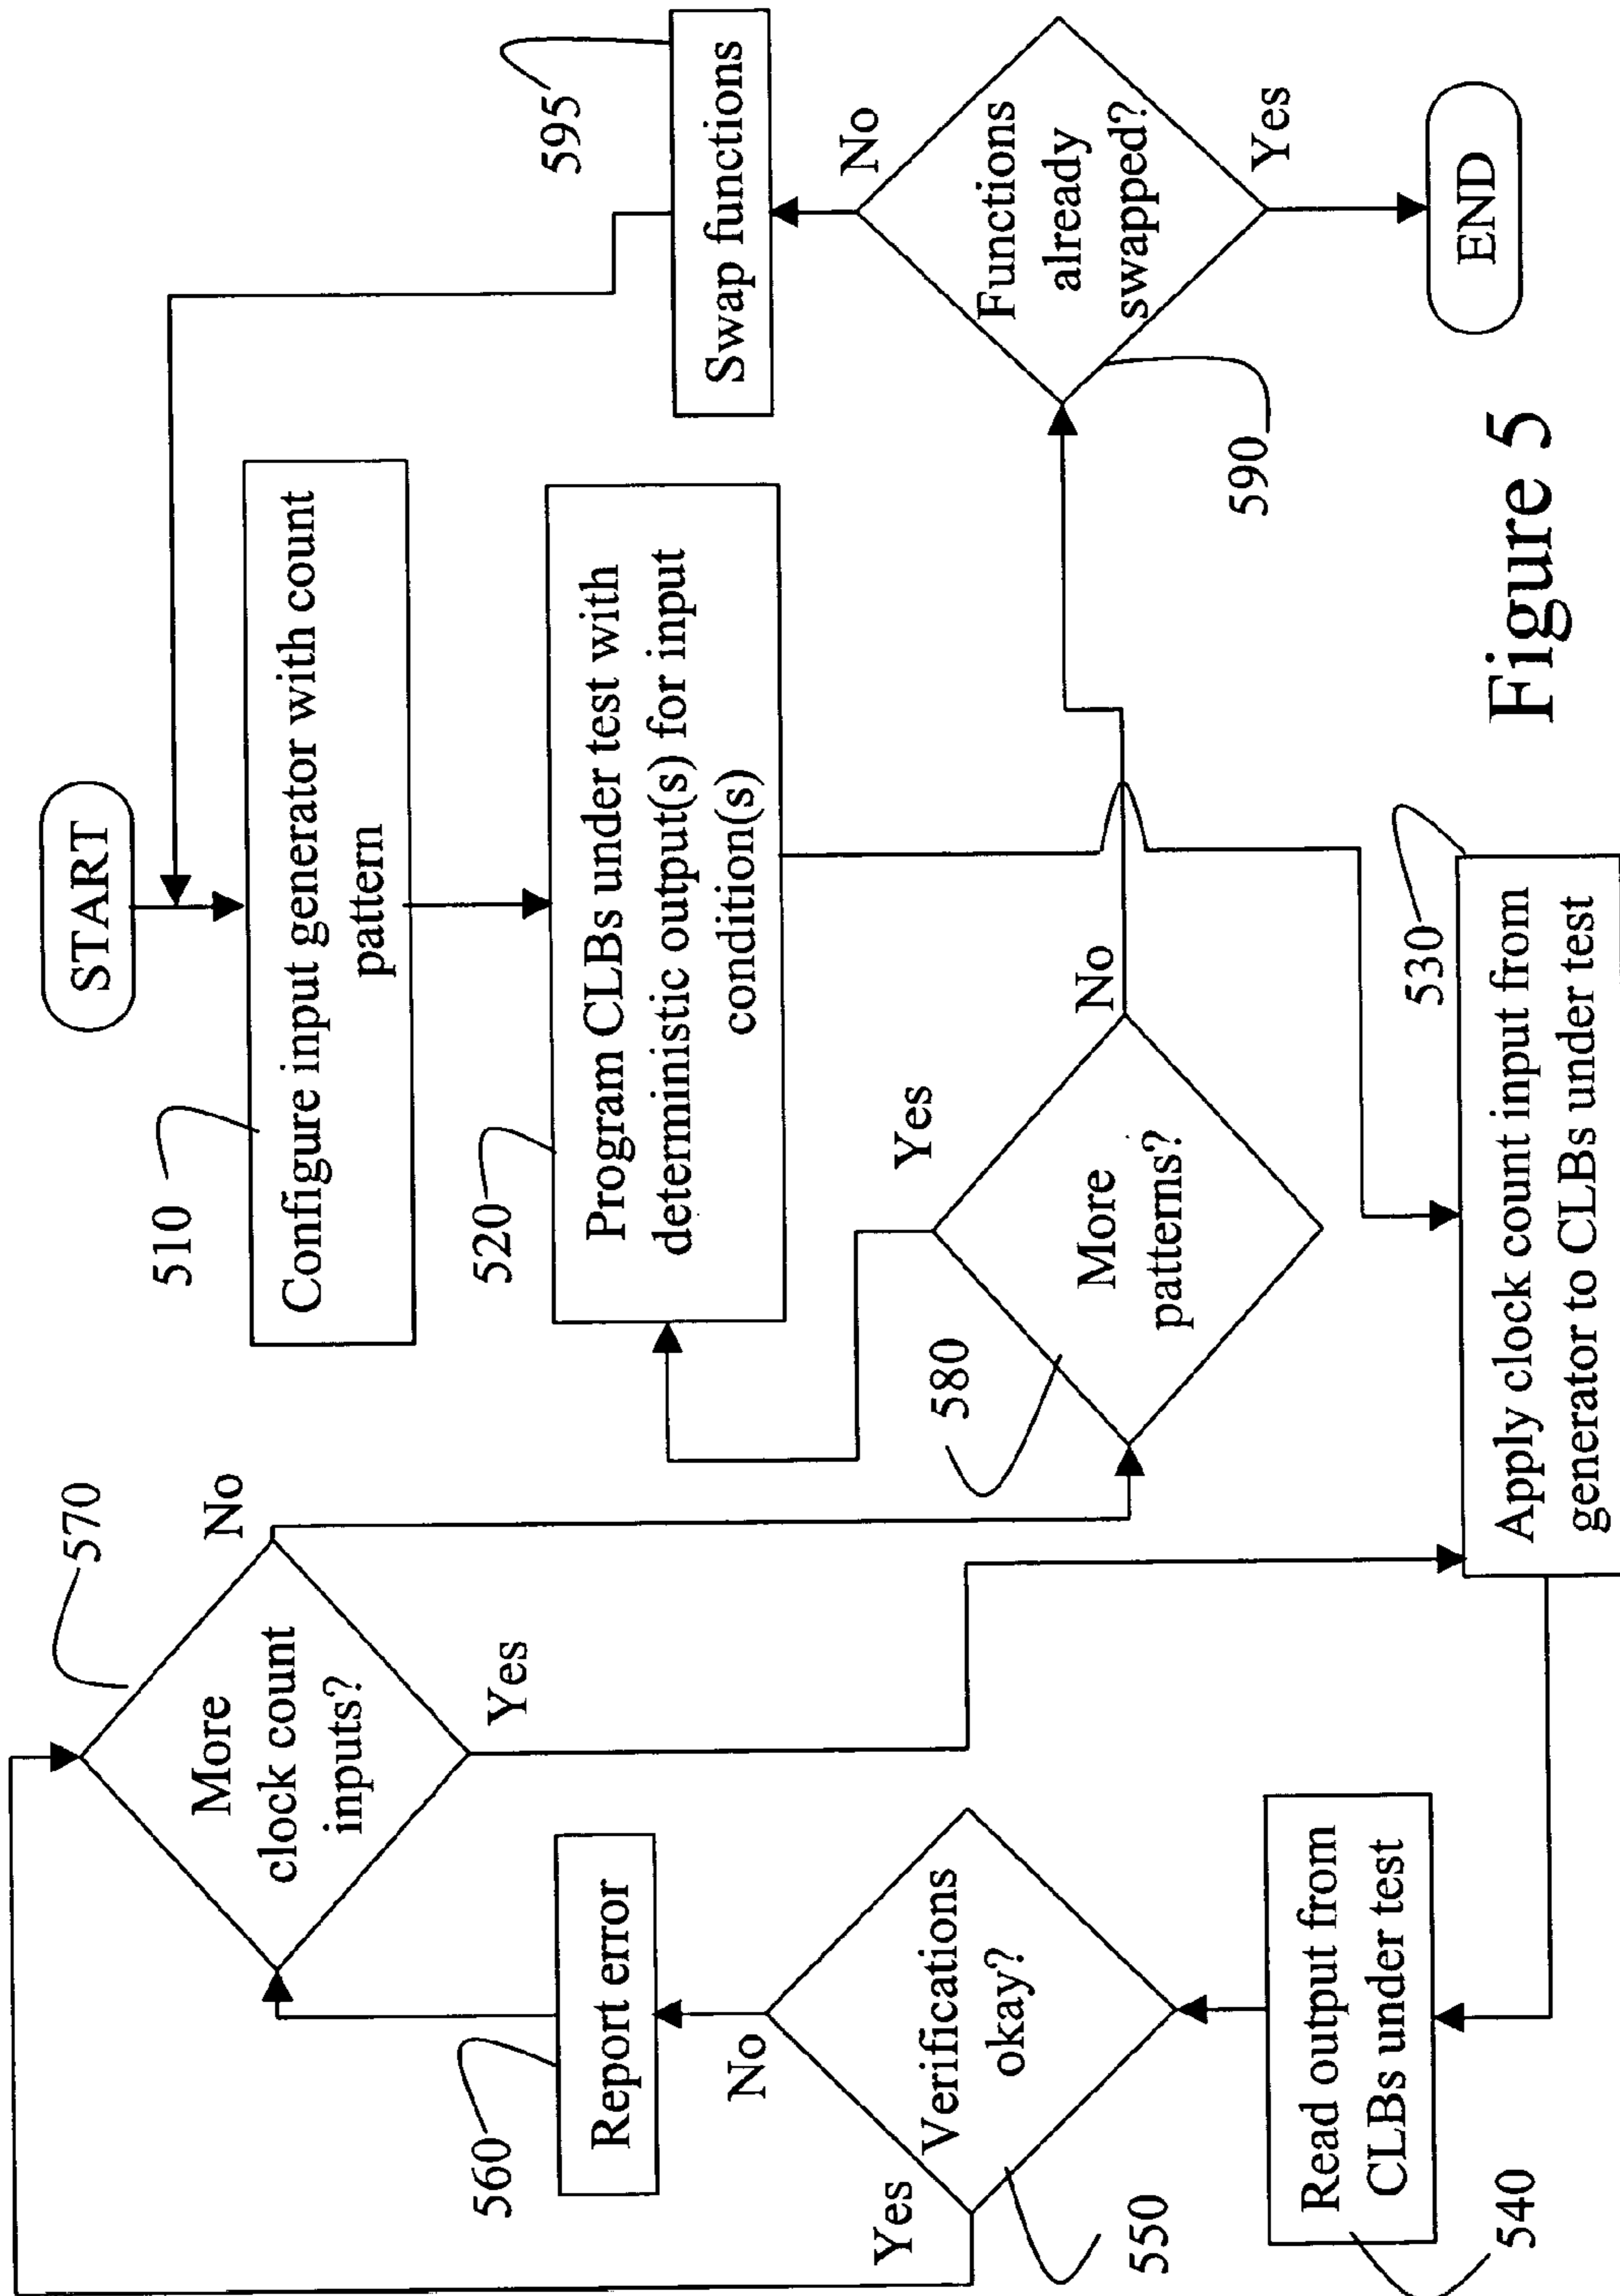 START
510
Configure input generator with count
pattern
520
Program CLBs under test with
deterministic output(s) for input
condition(s)
530
Apply clock count input from
generator to CLBs under test
540
Read output from
CLBs under test
550
Verifications
okay?
Yes
No
560
Report error
570
More
clock count
inputs?
No
Yes
580
More
patterns?
Yes
No
590
Functions
already
swapped?
No
Yes
595
Swap functions
END
Figure 5